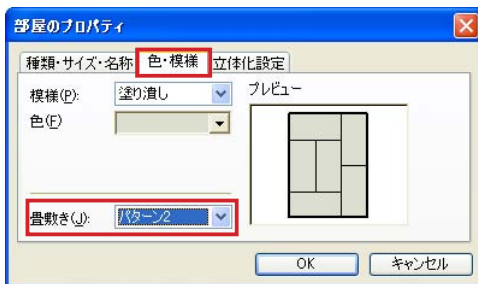 部屋のプロパティ
種類・サイズ・名称 色・模様 立体化設定
模様(P): 塗り潰し プレビュー
色(F)
畳敷き(J): パターン2
OK キャンセル